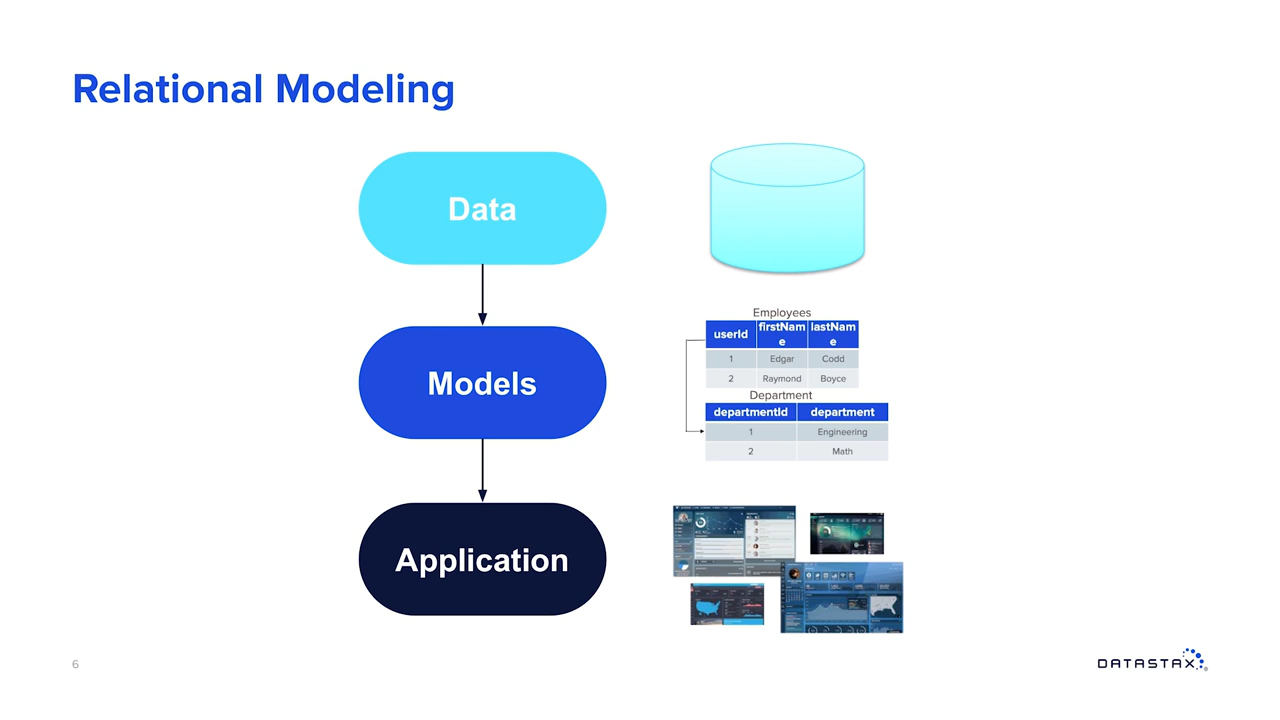 Relational Modeling
Data
Models
Application
Employees
userId firstNam lastNam
e e
1 Edgar Codd
2 Raymond Boyce
Department
departmentId department
1 Engineering
2 Math
6
DATASTAX